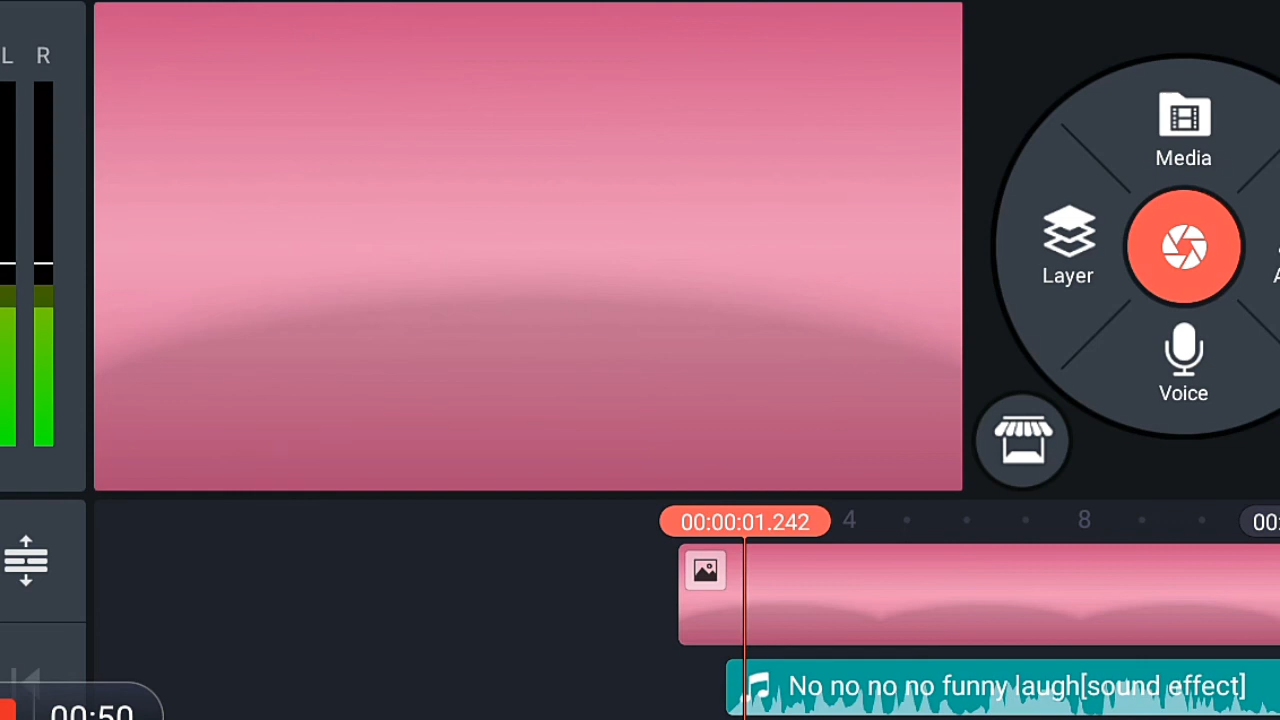 L R
Media
Layer
Voice
00:00:01.242 4 8 00:
No no no no funny laugh[sound effect]
00:50